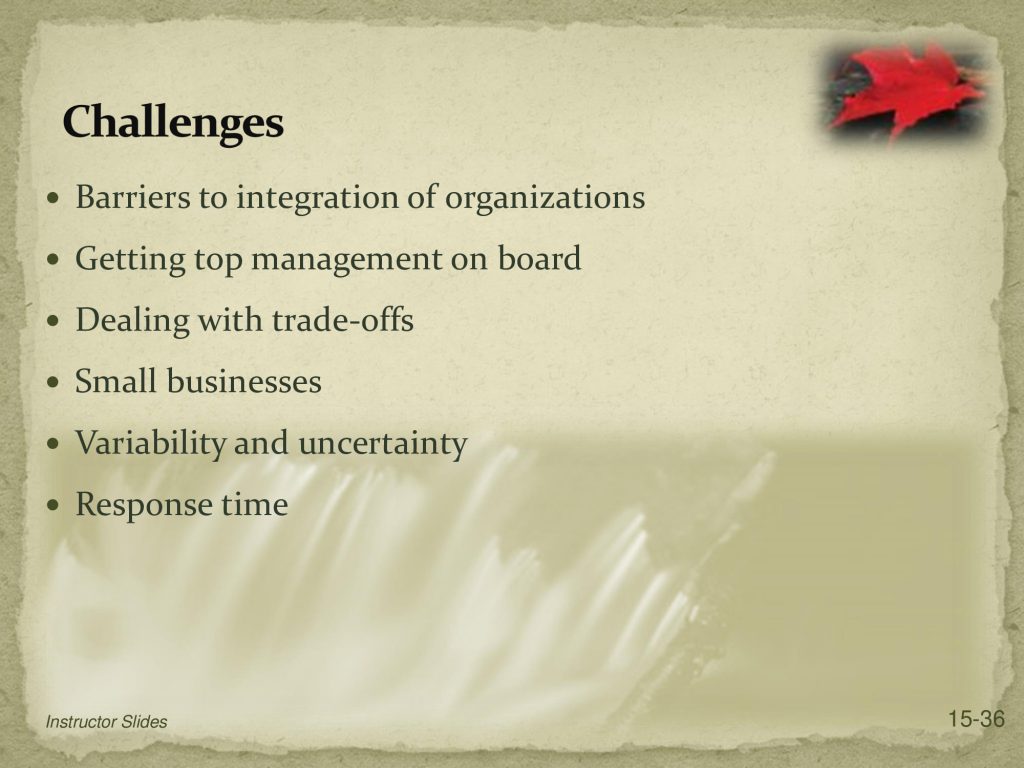 Challenges
• Barriers to integration of organizations
• Getting top management on board
• Dealing with trade-offs
• Small businesses
• Variability and uncertainty
• Response time
Instructor Slides
15-36